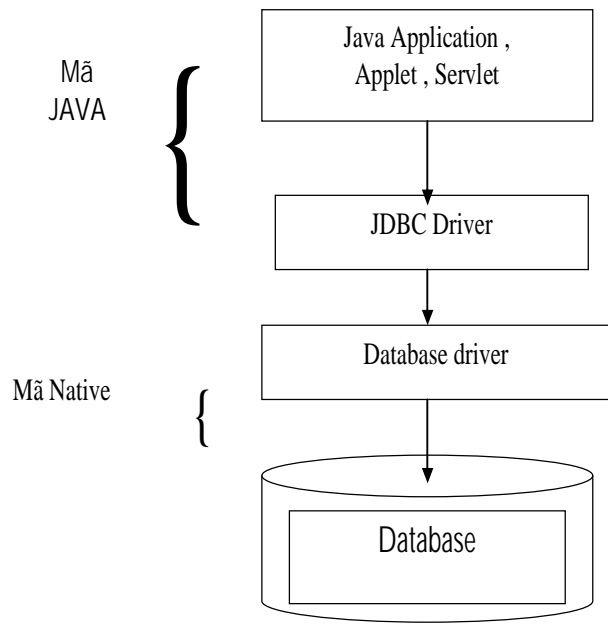 Java Application ,
Applet , Servlet
Mã
JAVA
JDBC Driver
Database driver
Mã Native
Database